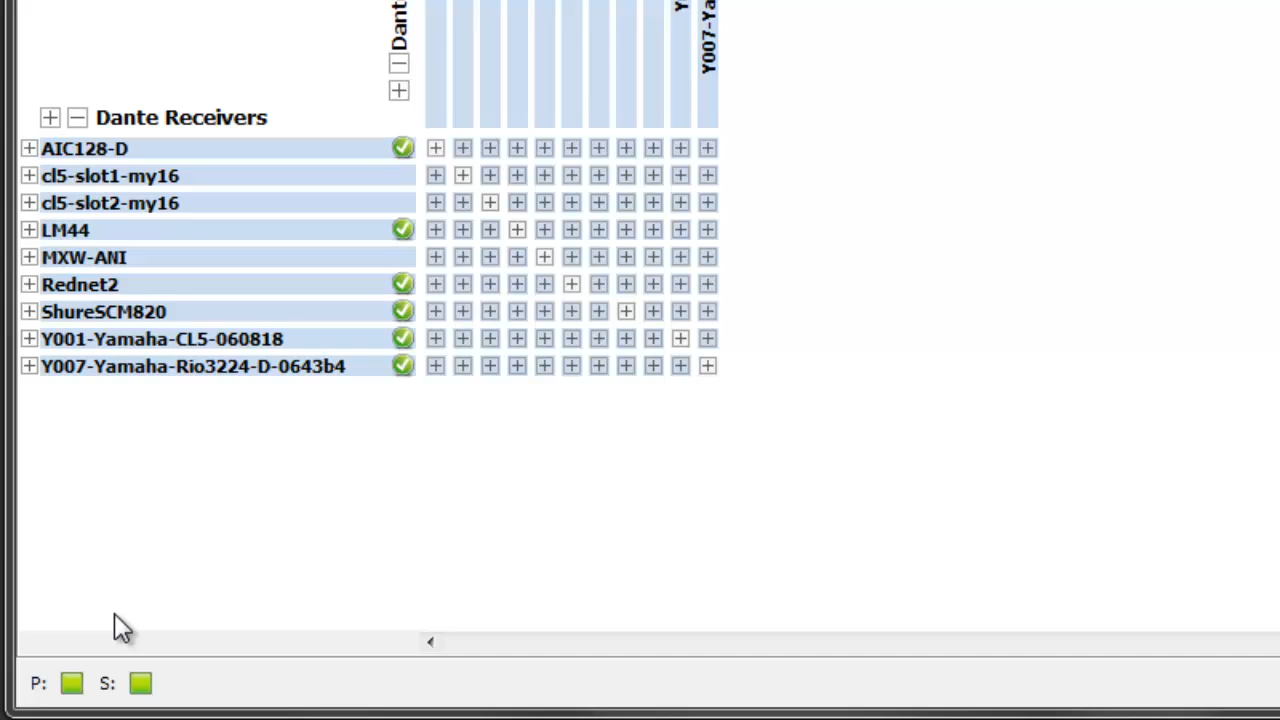 Dant
Y
Y007-Ya
Dante Receivers
AIC128-D
cl5-slot1-my16
cl5-slot2-my16
LM44
MXW-ANI
Rednet2
ShureSCM820
Y001-Yamaha-CL5-060818
Y007-Yamaha-Rio3224-D-0643b4
P: S: